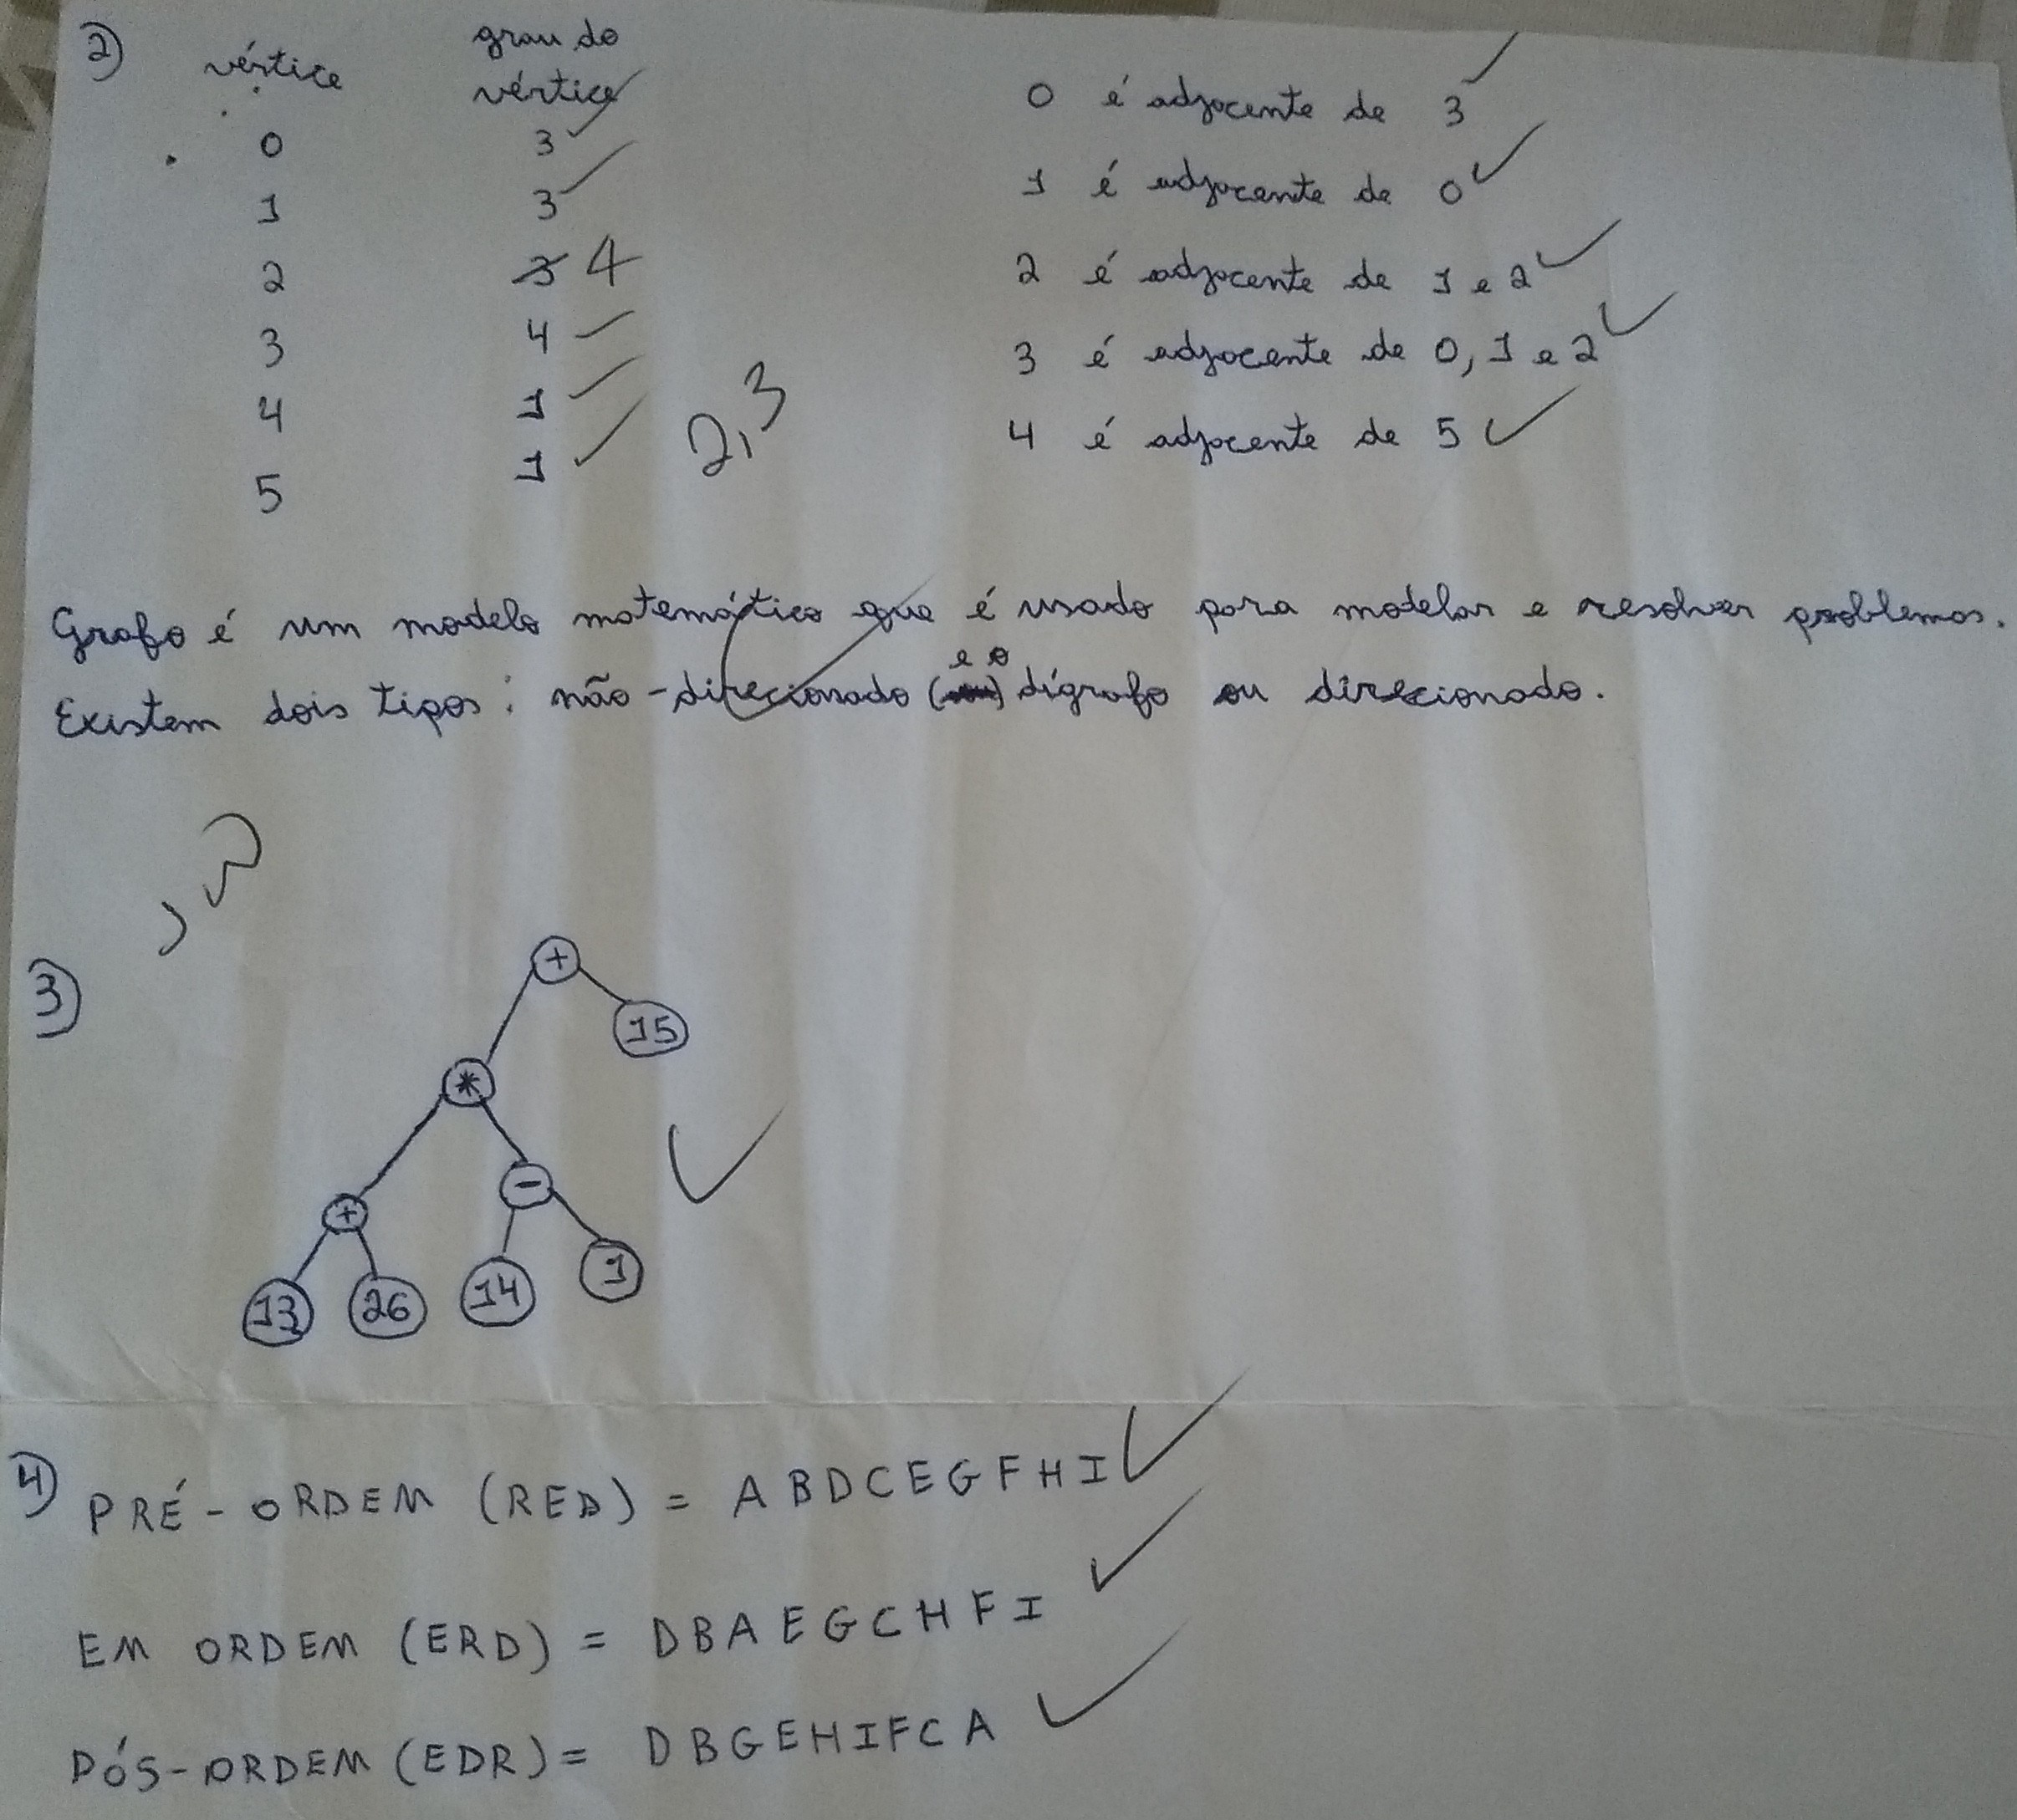 2) vértice grau do vértice
0 3
1 3
2 3 4
3 4
4 1
5 1
2,3
0 é adjacente de 3
1 é adjacente de 0
2 é adjacente de 1 e 2
3 é adjacente de 0, 1 e 2
4 é adjacente de 5
Grafo é um modelo matemático que é usado para modelar e resolver problemas.
e o
Existem dois tipos: não-direcionado dígrafo ou direcionado.
3)
+
15
*
-
+
13 26 14 1
4) PRÉ-ORDEM (RED) = ABDCEGFHI
EM ORDEM (ERD) = DBAEGCHFI
PÓS-ORDEM (EDR) = DBGEHIFCA